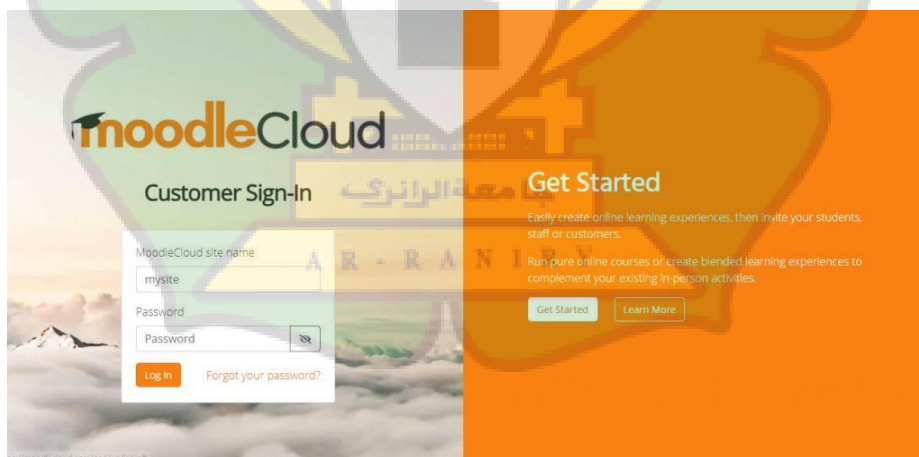 moodleCloud
Customer Sign-In
MoodleCloud site name
mysite
Password
Password
Log In
Forgot your password?
Get Started
Easily create online learning experiences, then invite your students,
staff or customers.
Run pure online courses or create blended learning experiences to
complement your existing in-person activities.
Get Started
Learn More
جامعة الرانري
AR-RANIRY